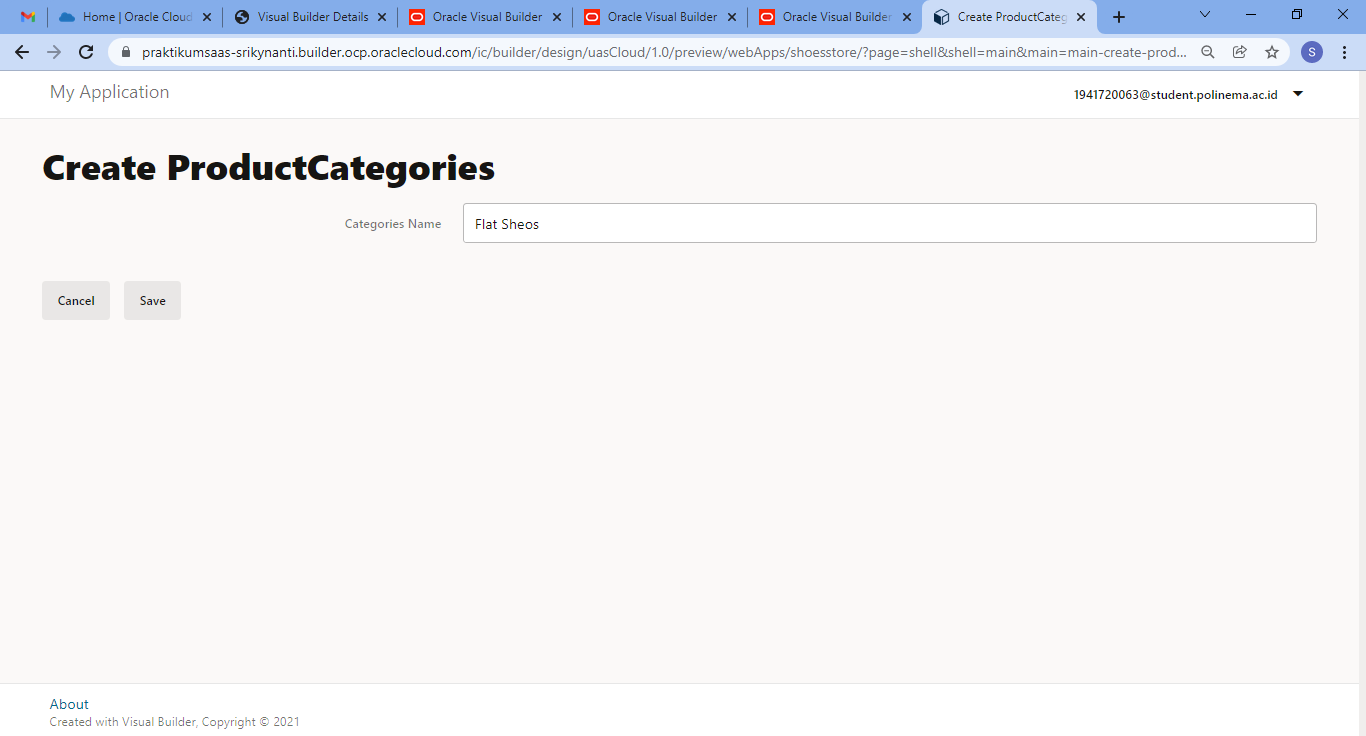 Home | Oracle Cloud
Visual Builder Details
Oracle Visual Builder
Oracle Visual Builder
Oracle Visual Builder
Create ProductCateg
praktikumsaas-srikynanti.builder.ocp.oraclecloud.com/ic/builder/design/uasCloud/1.0/preview/webApps/shoesstore/?page=shell&shell=main&main=main-create-prod...
S
My Application
1941720063@student.polinema.ac.id
Create ProductCategories
Categories Name
Flat Sheos
Cancel
Save
About
Created with Visual Builder, Copyright © 2021